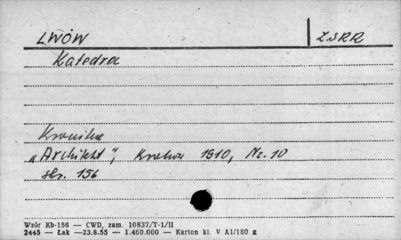 LWÓW ZSRR
Katedra
Kronika
„Architekt", Kraków 1910, Nr. 10
str. 156
Wzór Kb-156 — CWD, zam. 10837/T-1/II
2445 — Łak —23.8.55 — 1.460.000 — Karton kl. V A1/180 g